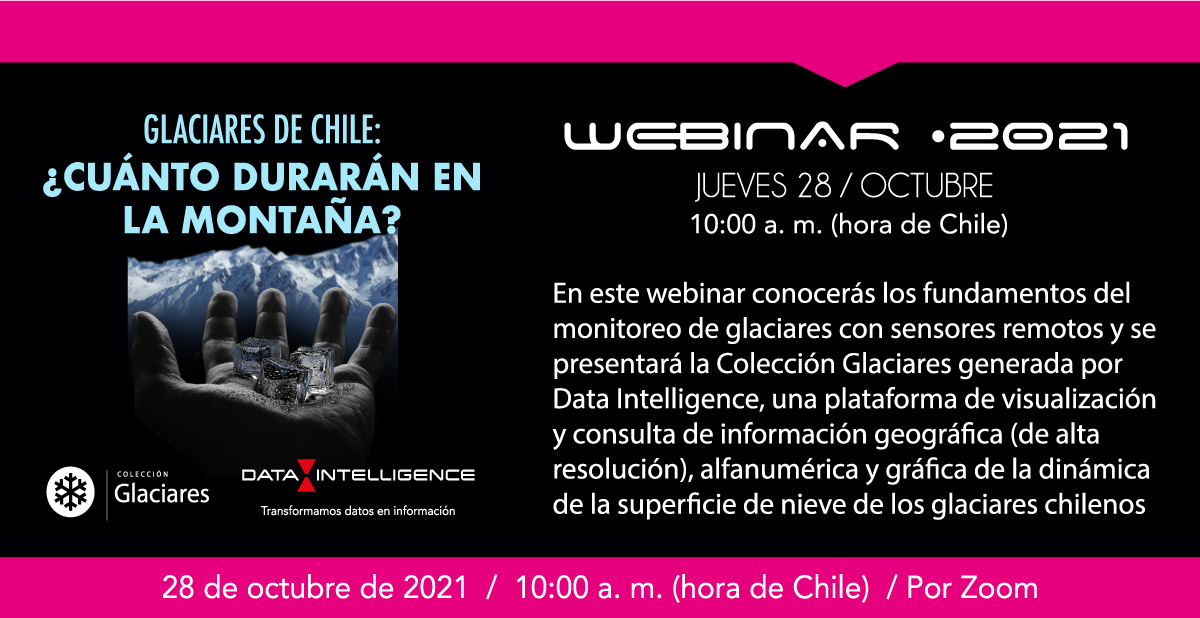 GLACIARES DE CHILE:
¿CUÁNTO DURARÁN EN
LA MONTAÑA?
COLECCIÓN
Glaciares
DATA INTELLIGENCE
Transformamos datos en información
WEBINAR •2021
JUEVES 28 / OCTUBRE
10:00 a. m. (hora de Chile)
En este webinar conocerás los fundamentos del
monitoreo de glaciares con sensores remotos y se
presentará la Colección Glaciares generada por
Data Intelligence, una plataforma de visualización
y consulta de información geográfica (de alta
resolución), alfanumérica y gráfica de la dinámica
de la superficie de nieve de los glaciares chilenos
28 de octubre de 2021 / 10:00 a. m. (hora de Chile) / Por Zoom